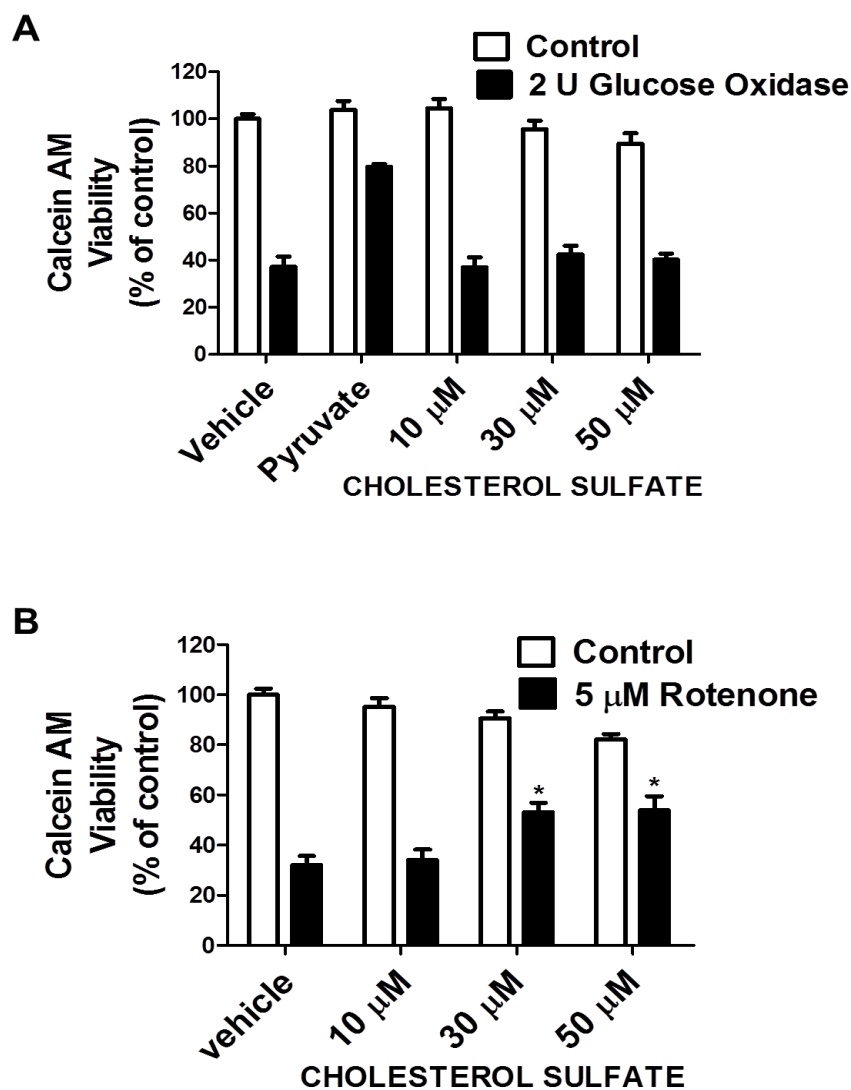 A
Control
2 U Glucose Oxidase
120
100
80
60
40
20
0
Calcein AM
Viability
(% of control)
Vehicle
Pyruvate
10 μM
30 μM
50 μM
CHOLESTEROL SULFATE
B
Control
5 μM Rotenone
120
100
80
60
40
20
0
Calcein AM
Viability
(% of control)
*
*
vehicle
10 μM
30 μM
50 μM
CHOLESTEROL SULFATE